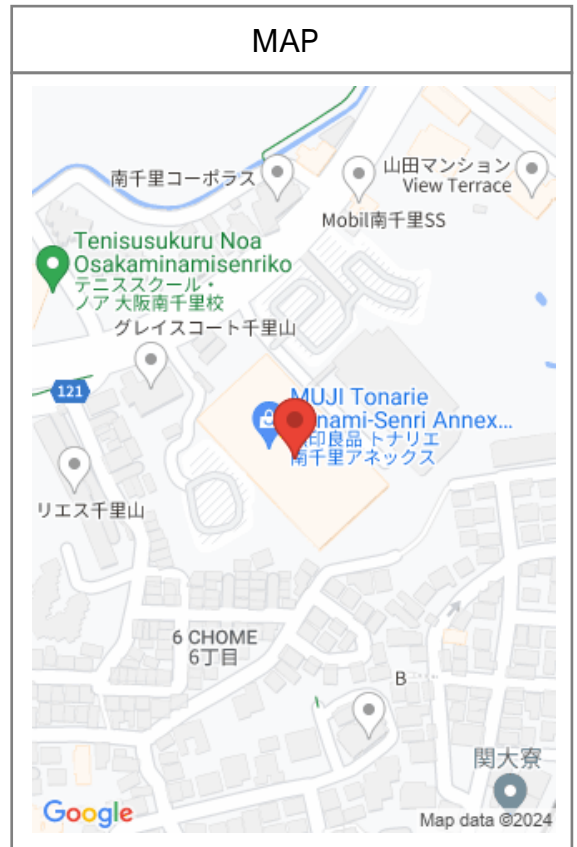 MAP
南千里コーポラス
山田マンション
View Terrace
Mobil南千里SS
Tenisusukuru Noa
Osakaminamisenriko
テニススクール・
ノア 大阪南千里校
グレイスコート千里山
121
MUJI Tonarie
nami-Senri Annex...
印良品 トナリエ
南千里アネックス
リエス千里山
6 CHOME
6丁目
B
関大寮
Google
Map data ©2024